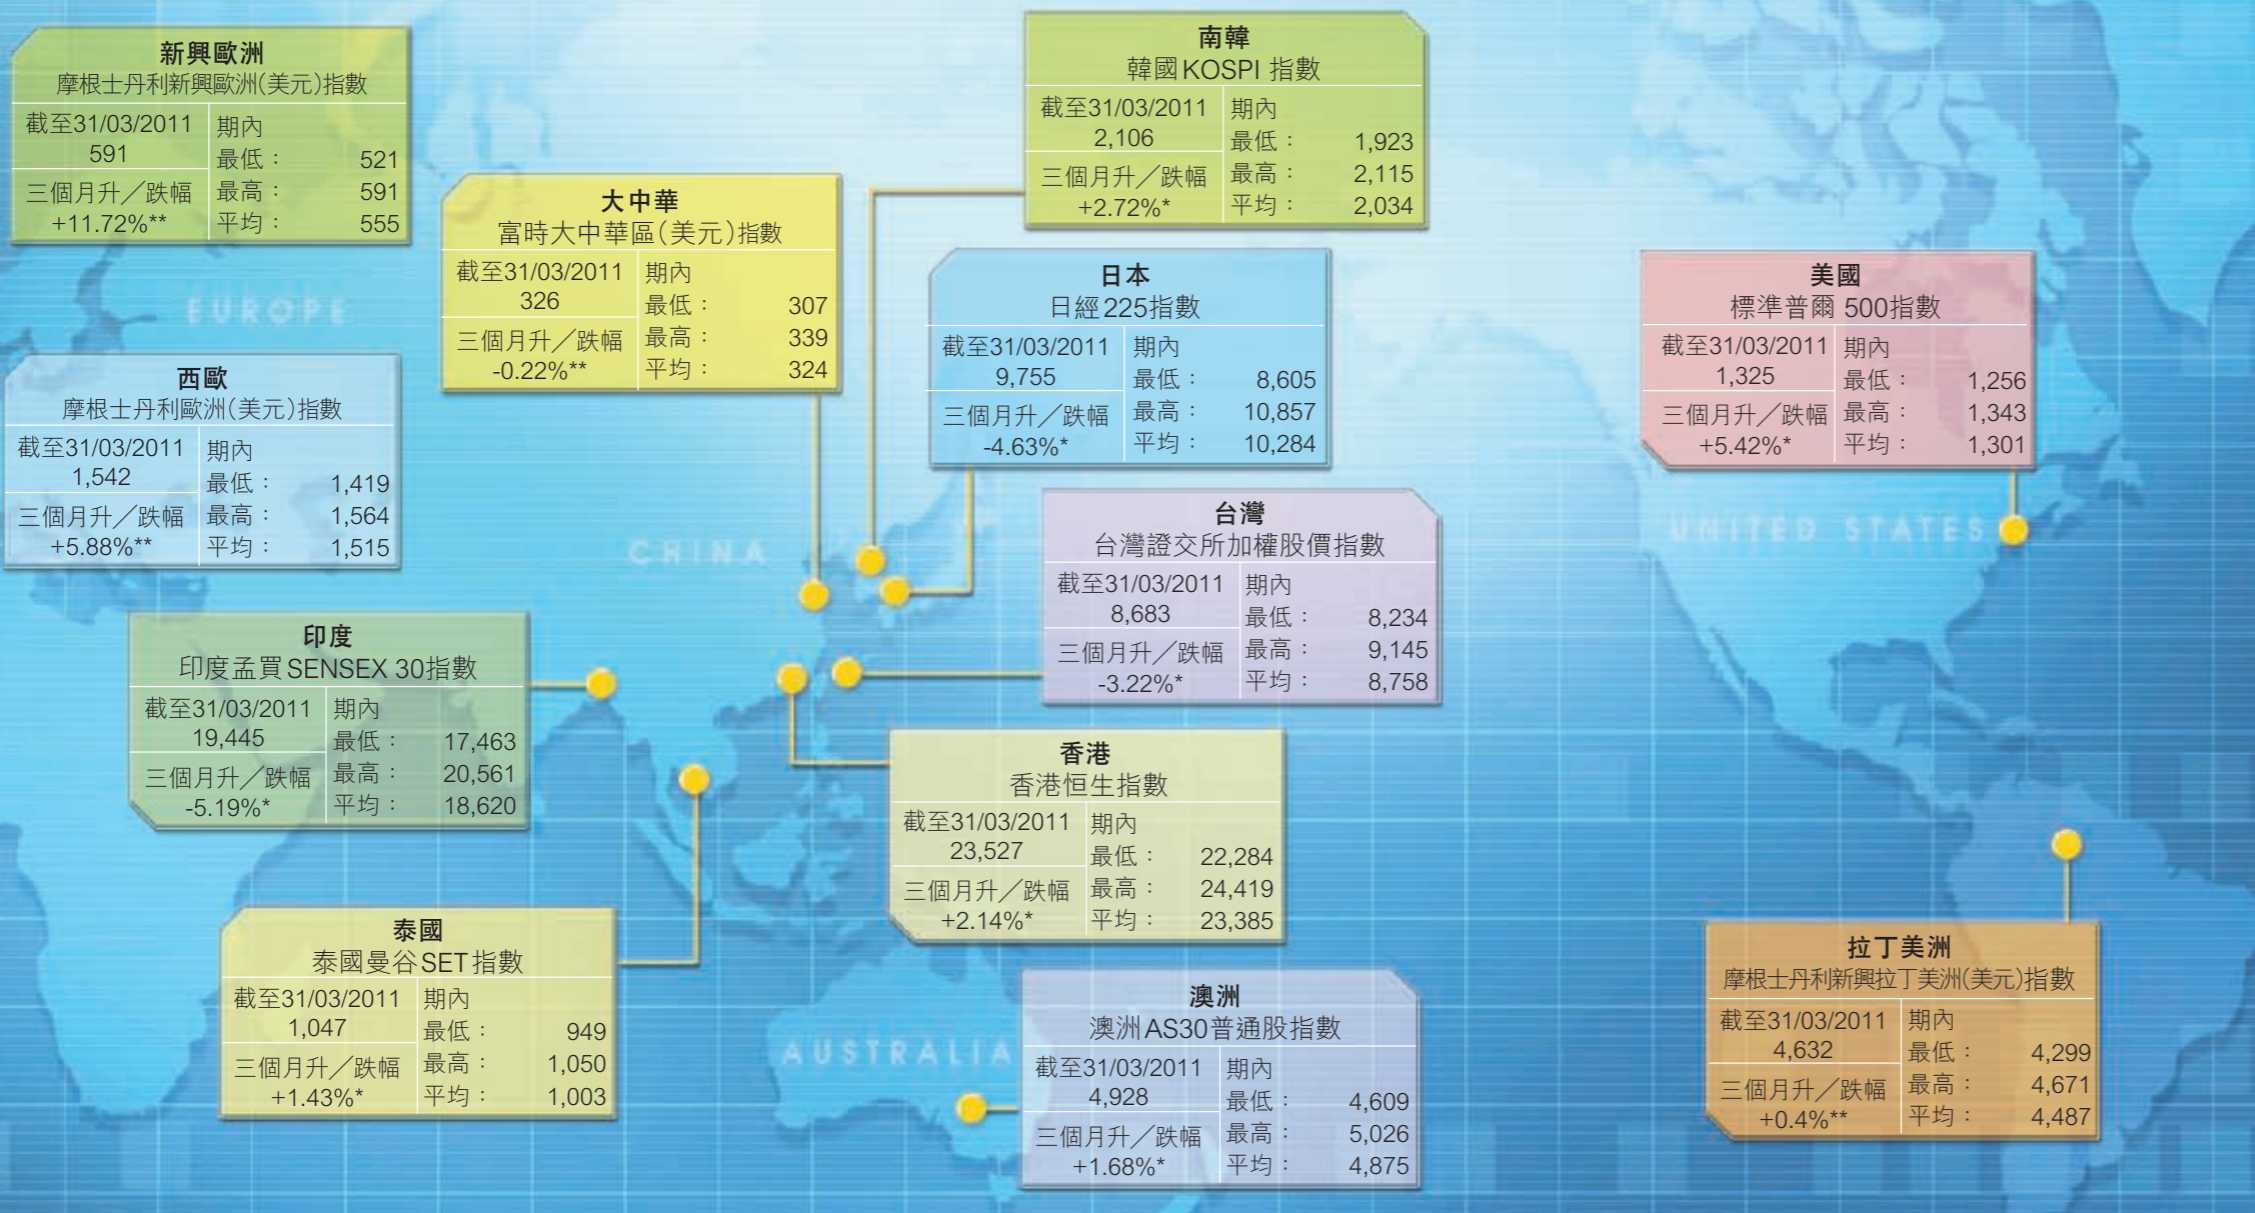 新興歐洲
摩根士丹利新興歐洲(美元)指數
截至31/03/2011
591
三個月升／跌幅
+11.72%**
期內
最低： 521
最高： 591
平均： 555
南韓
韓國KOSPI 指數
截至31/03/2011
2,106
三個月升／跌幅
+2.72%*
期內
最低： 1,923
最高： 2,115
平均： 2,034
大中華
富時大中華區(美元)指數
截至31/03/2011
326
三個月升／跌幅
-0.22%**
期內
最低： 307
最高： 339
平均： 324
日本
日經225指數
截至31/03/2011
9,755
三個月升／跌幅
-4.63%*
期內
最低： 8,605
最高： 10,857
平均： 10,284
美國
標準普爾 500指數
截至31/03/2011
1,325
三個月升／跌幅
+5.42%*
期內
最低： 1,256
最高： 1,343
平均： 1,301
EUROPE
西歐
摩根士丹利歐洲(美元)指數
截至31/03/2011
1,542
三個月升／跌幅
+5.88%**
期內
最低： 1,419
最高： 1,564
平均： 1,515
CHINA
UNITED STATES
台灣
台灣證交所加權股價指數
截至31/03/2011
8,683
三個月升／跌幅
-3.22%*
期內
最低： 8,234
最高： 9,145
平均： 8,758
印度
印度孟買SENSEX 30指數
截至31/03/2011
19,445
三個月升／跌幅
-5.19%*
期內
最低： 17,463
最高： 20,561
平均： 18,620
香港
香港恒生指數
截至31/03/2011
23,527
三個月升／跌幅
+2.14%*
期內
最低： 22,284
最高： 24,419
平均： 23,385
泰國
泰國曼谷SET指數
截至31/03/2011
1,047
三個月升／跌幅
+1.43%*
期內
最低： 949
最高： 1,050
平均： 1,003
AUSTRALIA
澳洲
澳洲AS30普通股指數
截至31/03/2011
4,928
三個月升／跌幅
+1.68%*
期內
最低： 4,609
最高： 5,026
平均： 4,875
拉丁美洲
摩根士丹利新興拉丁美洲(美元)指數
截至31/03/2011
4,632
三個月升／跌幅
+0.4%**
期內
最低： 4,299
最高： 4,671
平均： 4,487